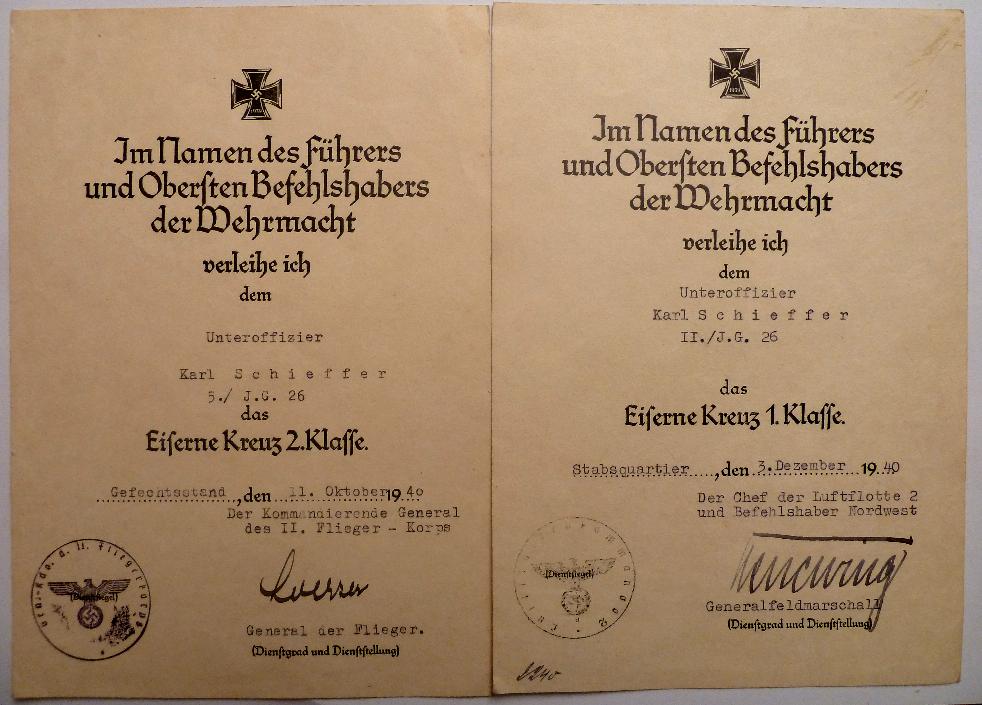 Im Namen des Führers
und Obersten Befehlshabers
der Wehrmacht
verleihe ich
dem
Unteroffizier
Karl Schieffer
5./ J.G. 26
das
Eiserne Kreuz 2.Klasse.
Gefechtsstand, den 11. Oktober 1940
Der Kommandierende General
des II. Flieger - Korps
(Dienstsiegel)
General der Flieger.
(Dienstgrad und Dienststellung)
Im Namen des Führers
und Obersten Befehlshabers
der Wehrmacht
verleihe ich
dem
Unteroffizier
Karl Schieffer
II./J.G. 26
das
Eiserne Kreuz 1. Klasse.
Stabsquartier, den 3. Dezember 1940
Der Chef der Luftflotte 2
und Befehlshaber Nordwest
(Dienstsiegel)
Generalfeldmarschall
(Dienstgrad und Dienststellung)